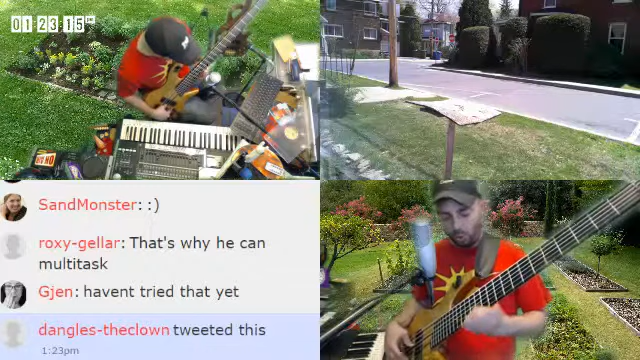 01 23 15 PM
SandMonster: :)
roxy-gellar: That's why he can
multitask
Gjen: havent tried that yet
dangles-theclown tweeted this
1:23pm